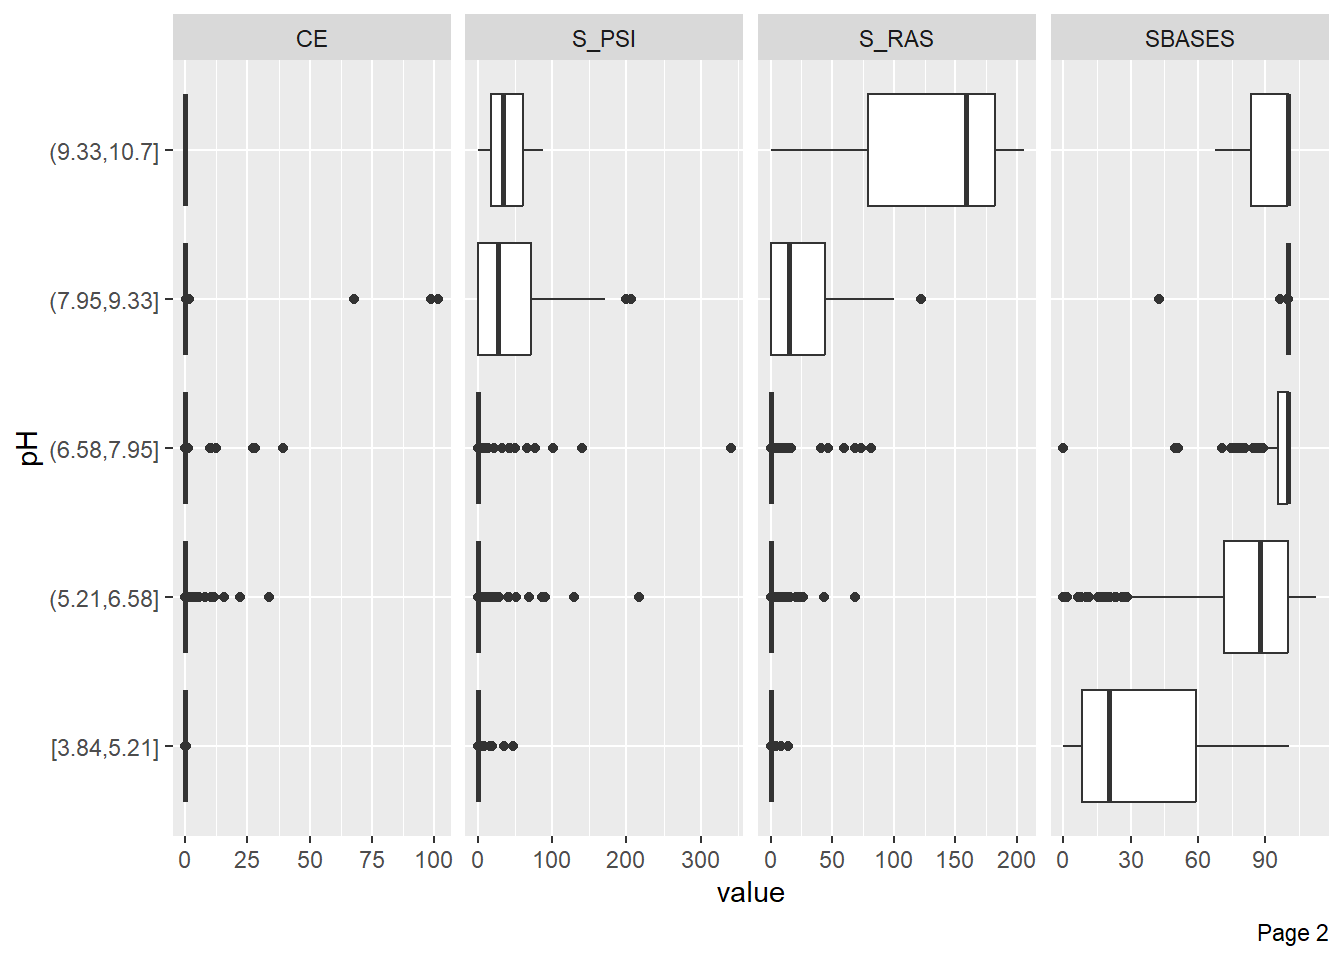 CE S_PSI S_RAS SBASES
(9.33,10.7]
(7.95,9.33]
(6.58,7.95]
(5.21,6.58]
[3.84,5.21]
pH
0 25 50 75 100 0 100 200 300 0 50 100 150 200 0 30 60 90
value
Page 2